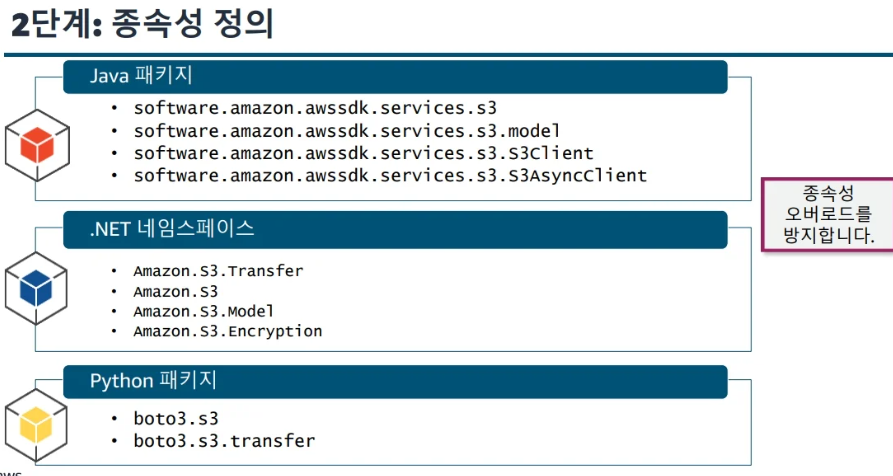 2단계: 종속성 정의
Java 패키지
• software.amazon.awssdk.services.s3
• software.amazon.awssdk.services.s3.model
• software.amazon.awssdk.services.s3.S3Client
• software.amazon.awssdk.services.s3.S3AsyncClient
종속성
오버로드를
방지합니다.
.NET 네임스페이스
• Amazon.S3.Transfer
• Amazon.S3
• Amazon.S3.Model
• Amazon.S3.Encryption
Python 패키지
• boto3.s3
• boto3.s3.transfer